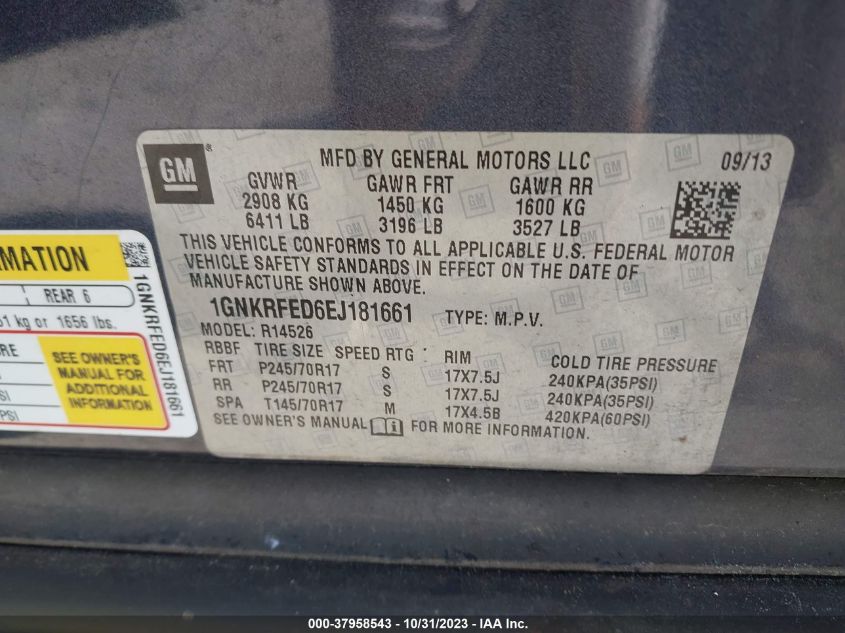 GM
MFD BY GENERAL MOTORS LLC 09/13
GVWR GAWR FRT GAWR RR
2908 KG 1450 KG 1600 KG
6411 LB 3196 LB 3527 LB
THIS VEHICLE CONFORMS TO ALL APPLICABLE U.S. FEDERAL MOTOR
VEHICLE SAFETY STANDARDS IN EFFECT ON THE DATE OF
MANUFACTURE SHOWN ABOVE.
1GNKRFED6EJ181661 TYPE: M.P.V.
MODEL: R14526
RBBF TIRE SIZE SPEED RTG RIM COLD TIRE PRESSURE
FRT P245/70R17 S 17X7.5J 240KPA(35PSI)
RR P245/70R17 S 17X7.5J 240KPA(35PSI)
SPA T145/70R17 M 17X4.5B 420KPA(60PSI)
SEE OWNER'S MANUAL FOR MORE INFORMATION.
REAR 6
kg or 1656 lbs.
SEE OWNER'S
MANUAL FOR
ADDITIONAL
INFORMATION
1GNKRFED6EJ181661
000-37958543 - 10/31/2023 - IAA Inc.